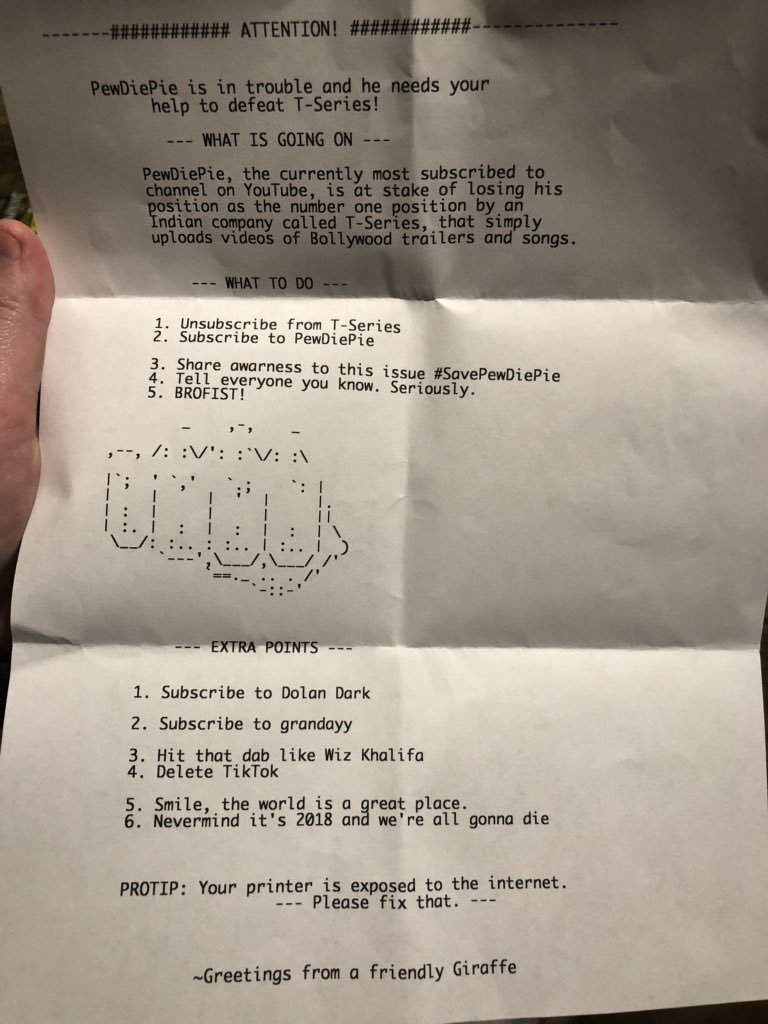 -------############ ATTENTION! ############---------------
PewDiePie is in trouble and he needs your
help to defeat T-Series!
--- WHAT IS GOING ON ---
PewDiePie, the currently most subscribed to
channel on YouTube, is at stake of losing his
position as the number one position by an
Indian company called T-Series, that simply
uploads videos of Bollywood trailers and songs.
--- WHAT TO DO ---
1. Unsubscribe from T-Series
2. Subscribe to PewDiePie
3. Share awarness to this issue #SavePewDiePie
4. Tell everyone you know. Seriously.
5. BROFIST!
--- EXTRA POINTS ---
1. Subscribe to Dolan Dark
2. Subscribe to grandayy
3. Hit that dab like Wiz Khalifa
4. Delete TikTok
5. Smile, the world is a great place.
6. Nevermind it's 2018 and we're all gonna die
PROTIP: Your printer is exposed to the internet.
--- Please fix that. ---
~Greetings from a friendly Giraffe